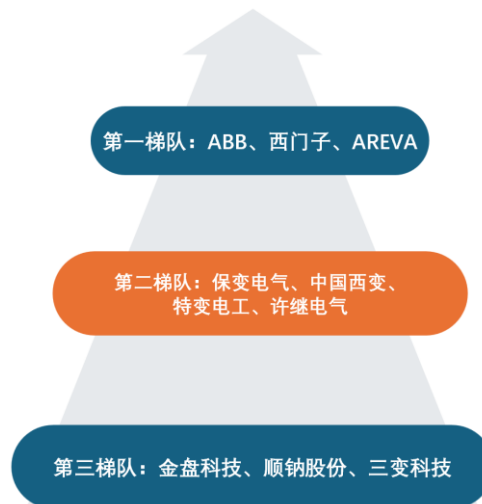 第一梯队：ABB、西门子、AREVA
第二梯队：保变电气、中国西变、
特变电工、许继电气
第三梯队：金盘科技、顺钠股份、三变科技